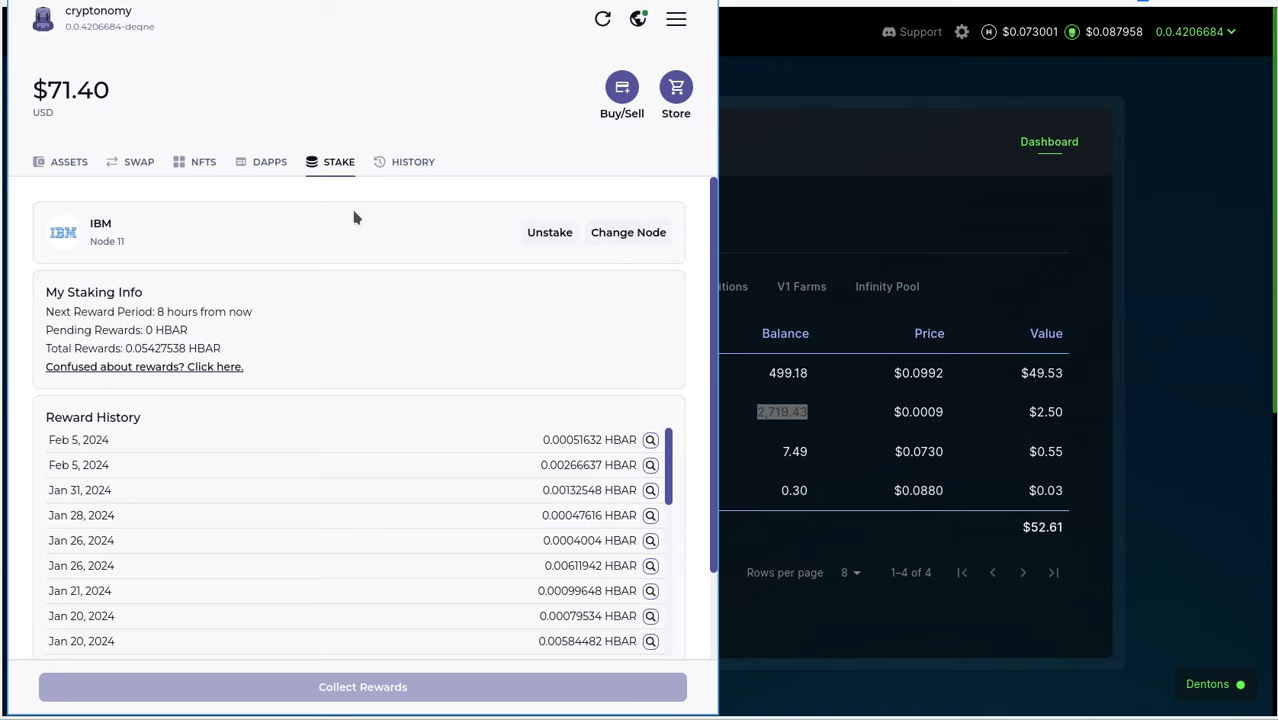 cryptonomy
0.0.4206684-deqne
$71.40
USD
Buy/Sell
Store
ASSETS
SWAP
NFTS
DAPPS
STAKE
HISTORY
IBM
IBM
Node 11
Unstake
Change Node
My Staking Info
Next Reward Period: 8 hours from now
Pending Rewards: 0 HBAR
Total Rewards: 0.05427538 HBAR
Confused about rewards? Click here.
Reward History
Feb 5, 2024 0.00051632 HBAR
Feb 5, 2024 0.00266637 HBAR
Jan 31, 2024 0.00132548 HBAR
Jan 28, 2024 0.00047616 HBAR
Jan 26, 2024 0.0004004 HBAR
Jan 26, 2024 0.00611942 HBAR
Jan 21, 2024 0.00099648 HBAR
Jan 20, 2024 0.00079534 HBAR
Jan 20, 2024 0.00584482 HBAR
Collect Rewards
Support
H $0.073001
$0.087958
0.0.4206684
Dashboard
itions
V1 Farms
Infinity Pool
Balance Price Value
499.18 $0.0992 $49.53
2,719.43 $0.0009 $2.50
7.49 $0.0730 $0.55
0.30 $0.0880 $0.03
$52.61
Rows per page 8 1–4 of 4
Dentons